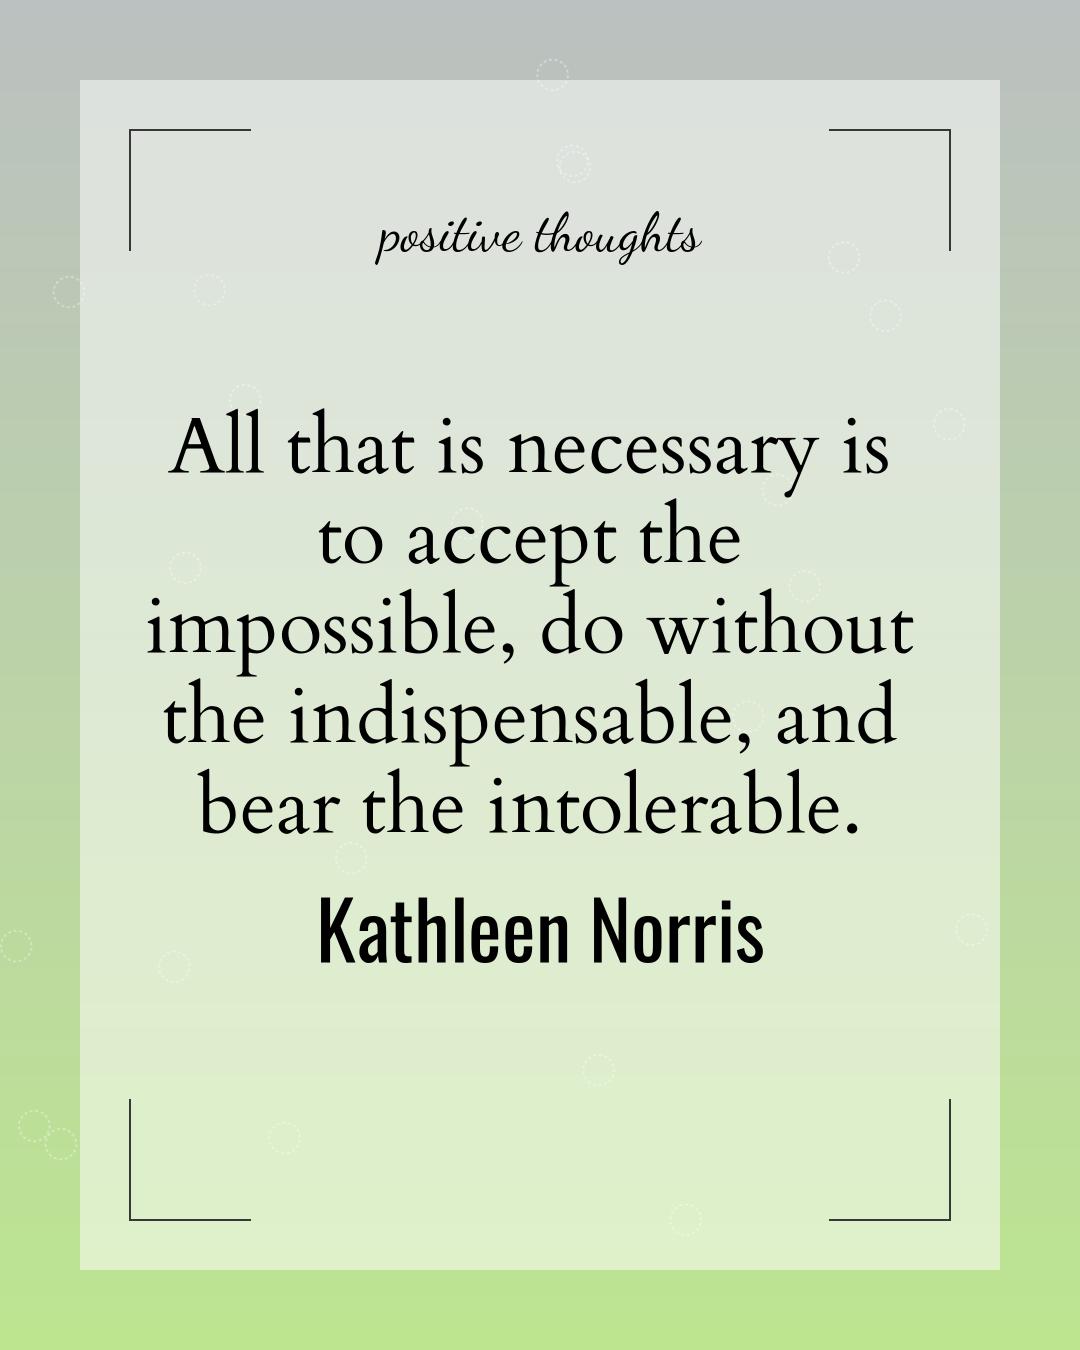 positive thoughts
All that is necessary is
to accept the
impossible, do without
the indispensable, and
bear the intolerable.
Kathleen Norris